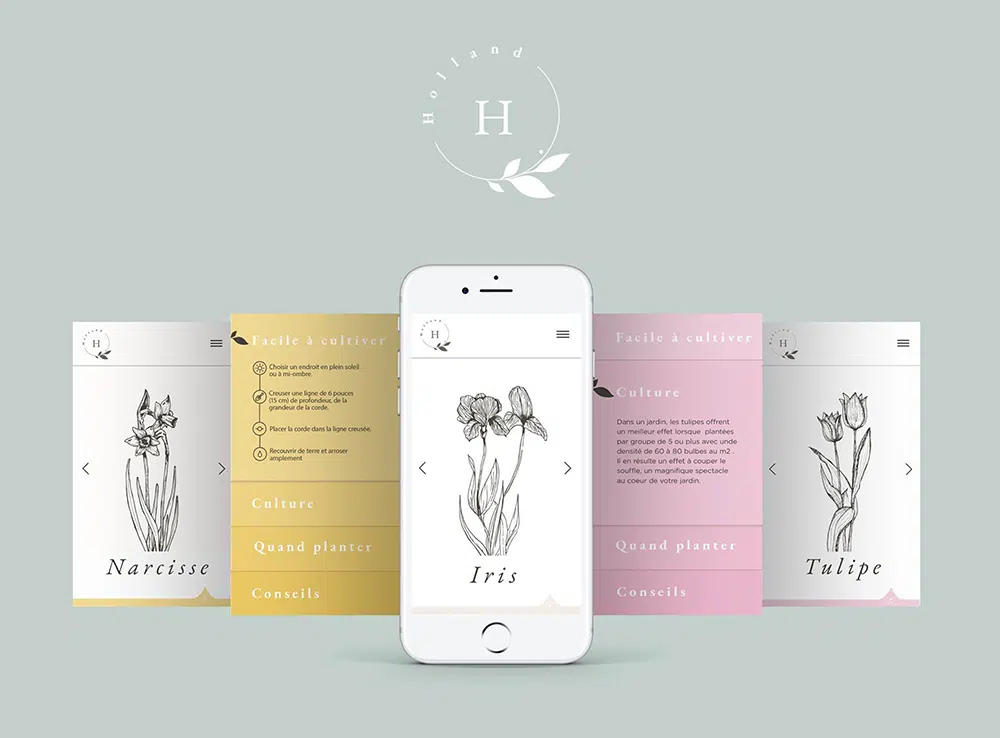 Holland
H
Holland
H
Narcisse
Facile à cultiver
Choisir un endroit en plein soleil
ou à mi-ombre.
Creuser une ligne de 6 pouces
(15 cm) de profondeur, de la
grandeur de la corde.
Placer la corde dans la ligne creusée.
Recouvrir de terre et arroser
amplement
Culture
Quand planter
Conseils
Holland
H
Iris
Facile à cultiver
Culture
Dans un jardin, les tulipes offrent
un meilleur effet lorsque plantées
par groupe de 5 ou plus avec unde
densité de 60 à 80 bulbes au m2 .
Il en résulte un effet à couper le
souffle, un magnifique spectacle
au coeur de votre jardin.
Quand planter
Conseils
Holland
H
Tulipe